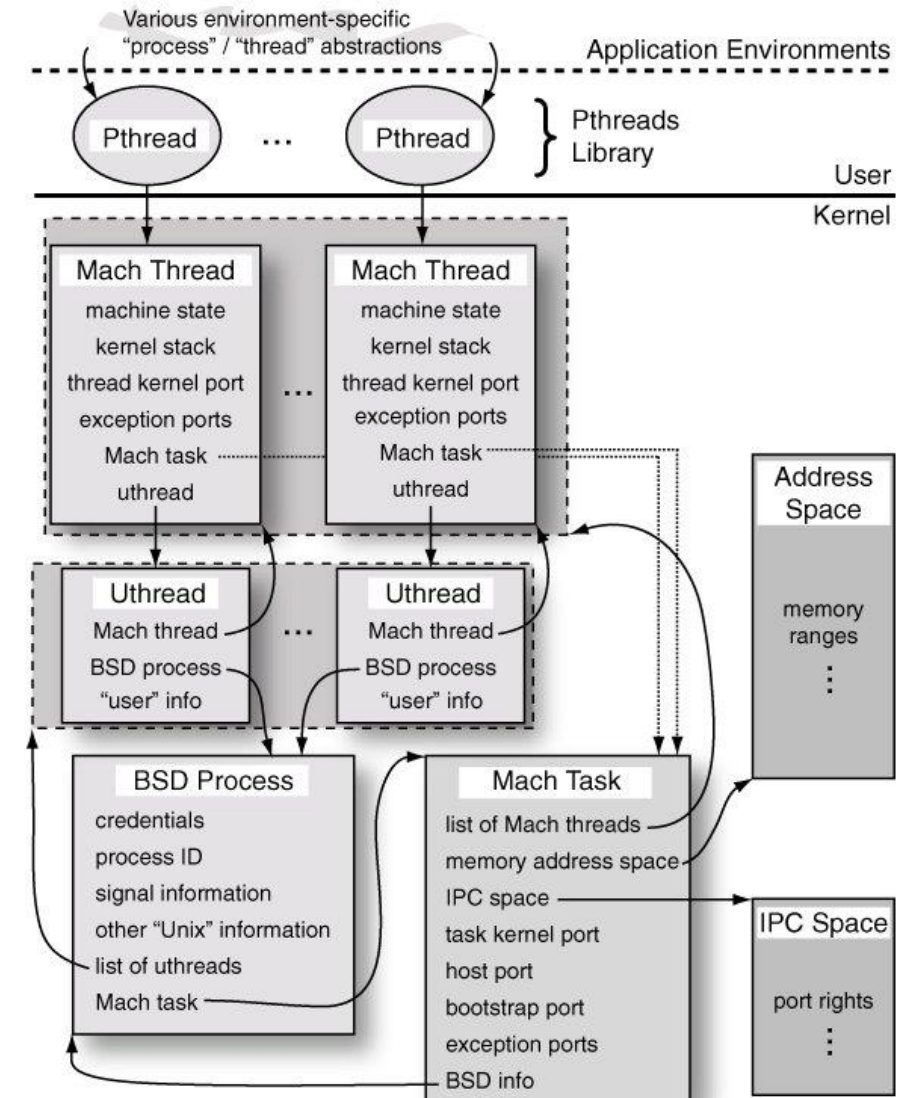 Various environment-specific
“process” / “thread” abstractions
Application Environments
Pthread
...
Pthread
Pthreads
Library
User
Kernel
Mach Thread
machine state
kernel stack
thread kernel port
exception ports
Mach task
uthread
...
Mach Thread
machine state
kernel stack
thread kernel port
exception ports
Mach task
uthread
Uthread
Mach thread
BSD process
“user” info
...
Uthread
Mach thread
BSD process
“user” info
Address
Space
memory
ranges
...
BSD Process
credentials
process ID
signal information
other “Unix” information
list of uthreads
Mach task
Mach Task
list of Mach threads
memory address space
IPC space
task kernel port
host port
bootstrap port
exception ports
BSD info
IPC Space
port rights
...